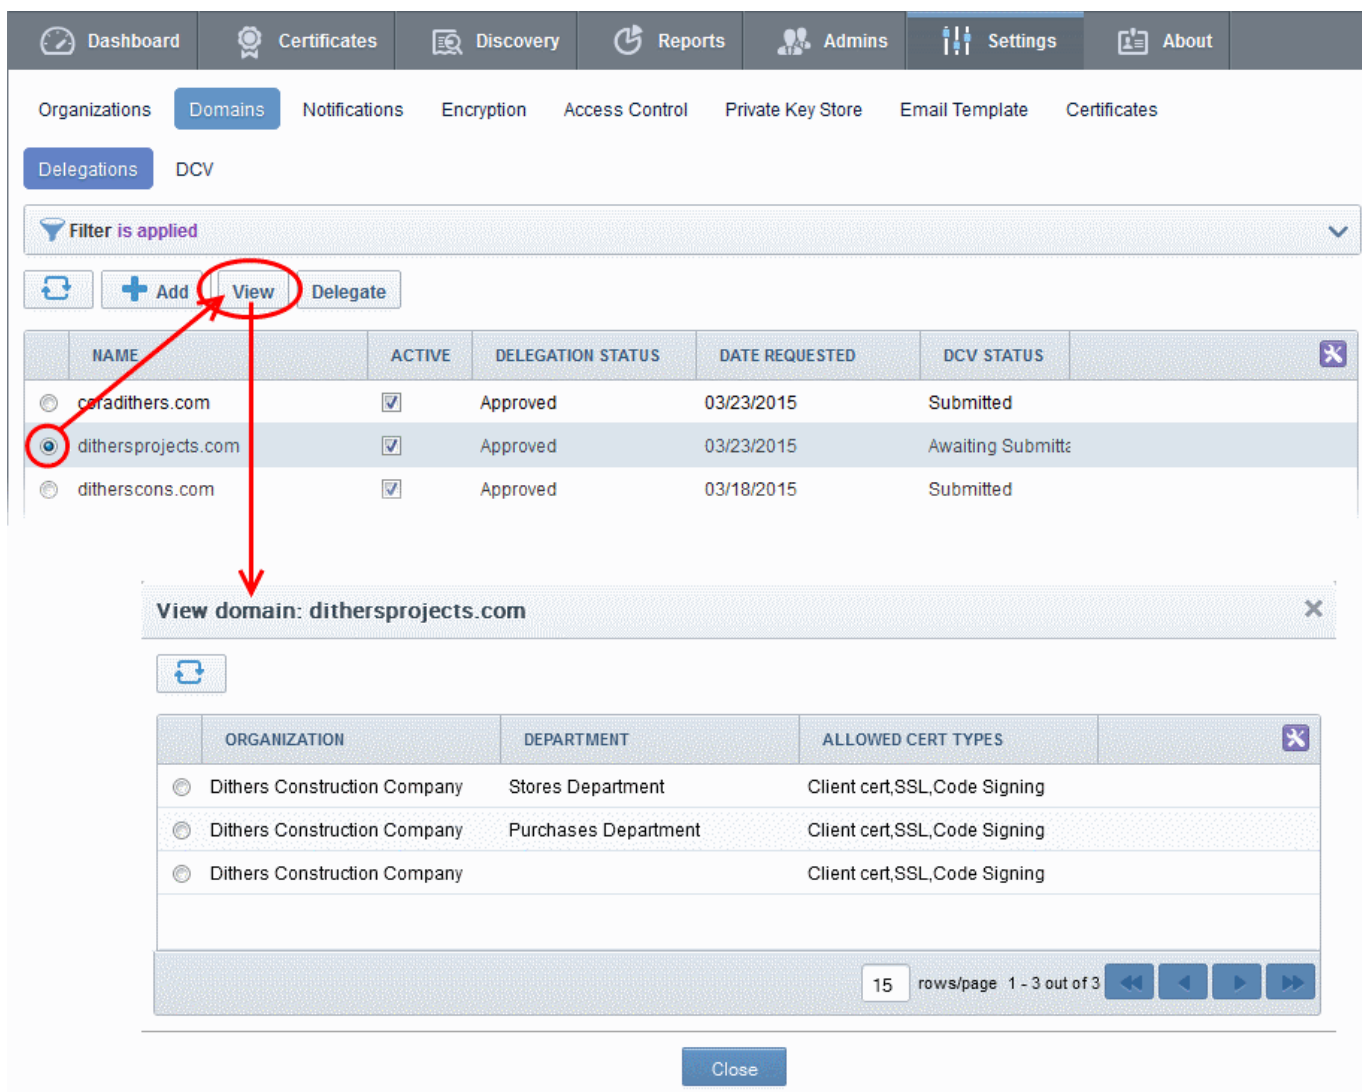 Dashboard Certificates Discovery Reports Admins Settings About
Organizations Domains Notifications Encryption Access Control Private Key Store Email Template Certificates
Delegations DCV
Filter is applied
Add View Delegate
NAME ACTIVE DELEGATION STATUS DATE REQUESTED DCV STATUS
ccradithers.com Approved 03/23/2015 Submitted
dithersprojects.com Approved 03/23/2015 Awaiting Submitta
ditherscons.com Approved 03/18/2015 Submitted
View domain: dithersprojects.com
ORGANIZATION DEPARTMENT ALLOWED CERT TYPES
Dithers Construction Company Stores Department Client cert,SSL,Code Signing
Dithers Construction Company Purchases Department Client cert,SSL,Code Signing
Dithers Construction Company Client cert,SSL,Code Signing
15 rows/page 1 - 3 out of 3
Close